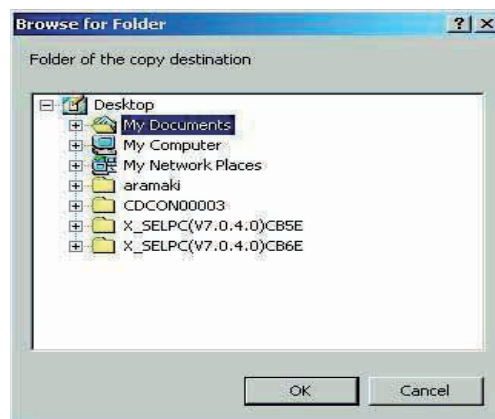 Browse for Folder
Folder of the copy destination
Desktop
My Documents
My Computer
My Network Places
aramaki
CDCON00003
X_SELPC(V7.0.4.0)CB5E
X_SELPC(V7.0.4.0)CB6E
OK
Cancel